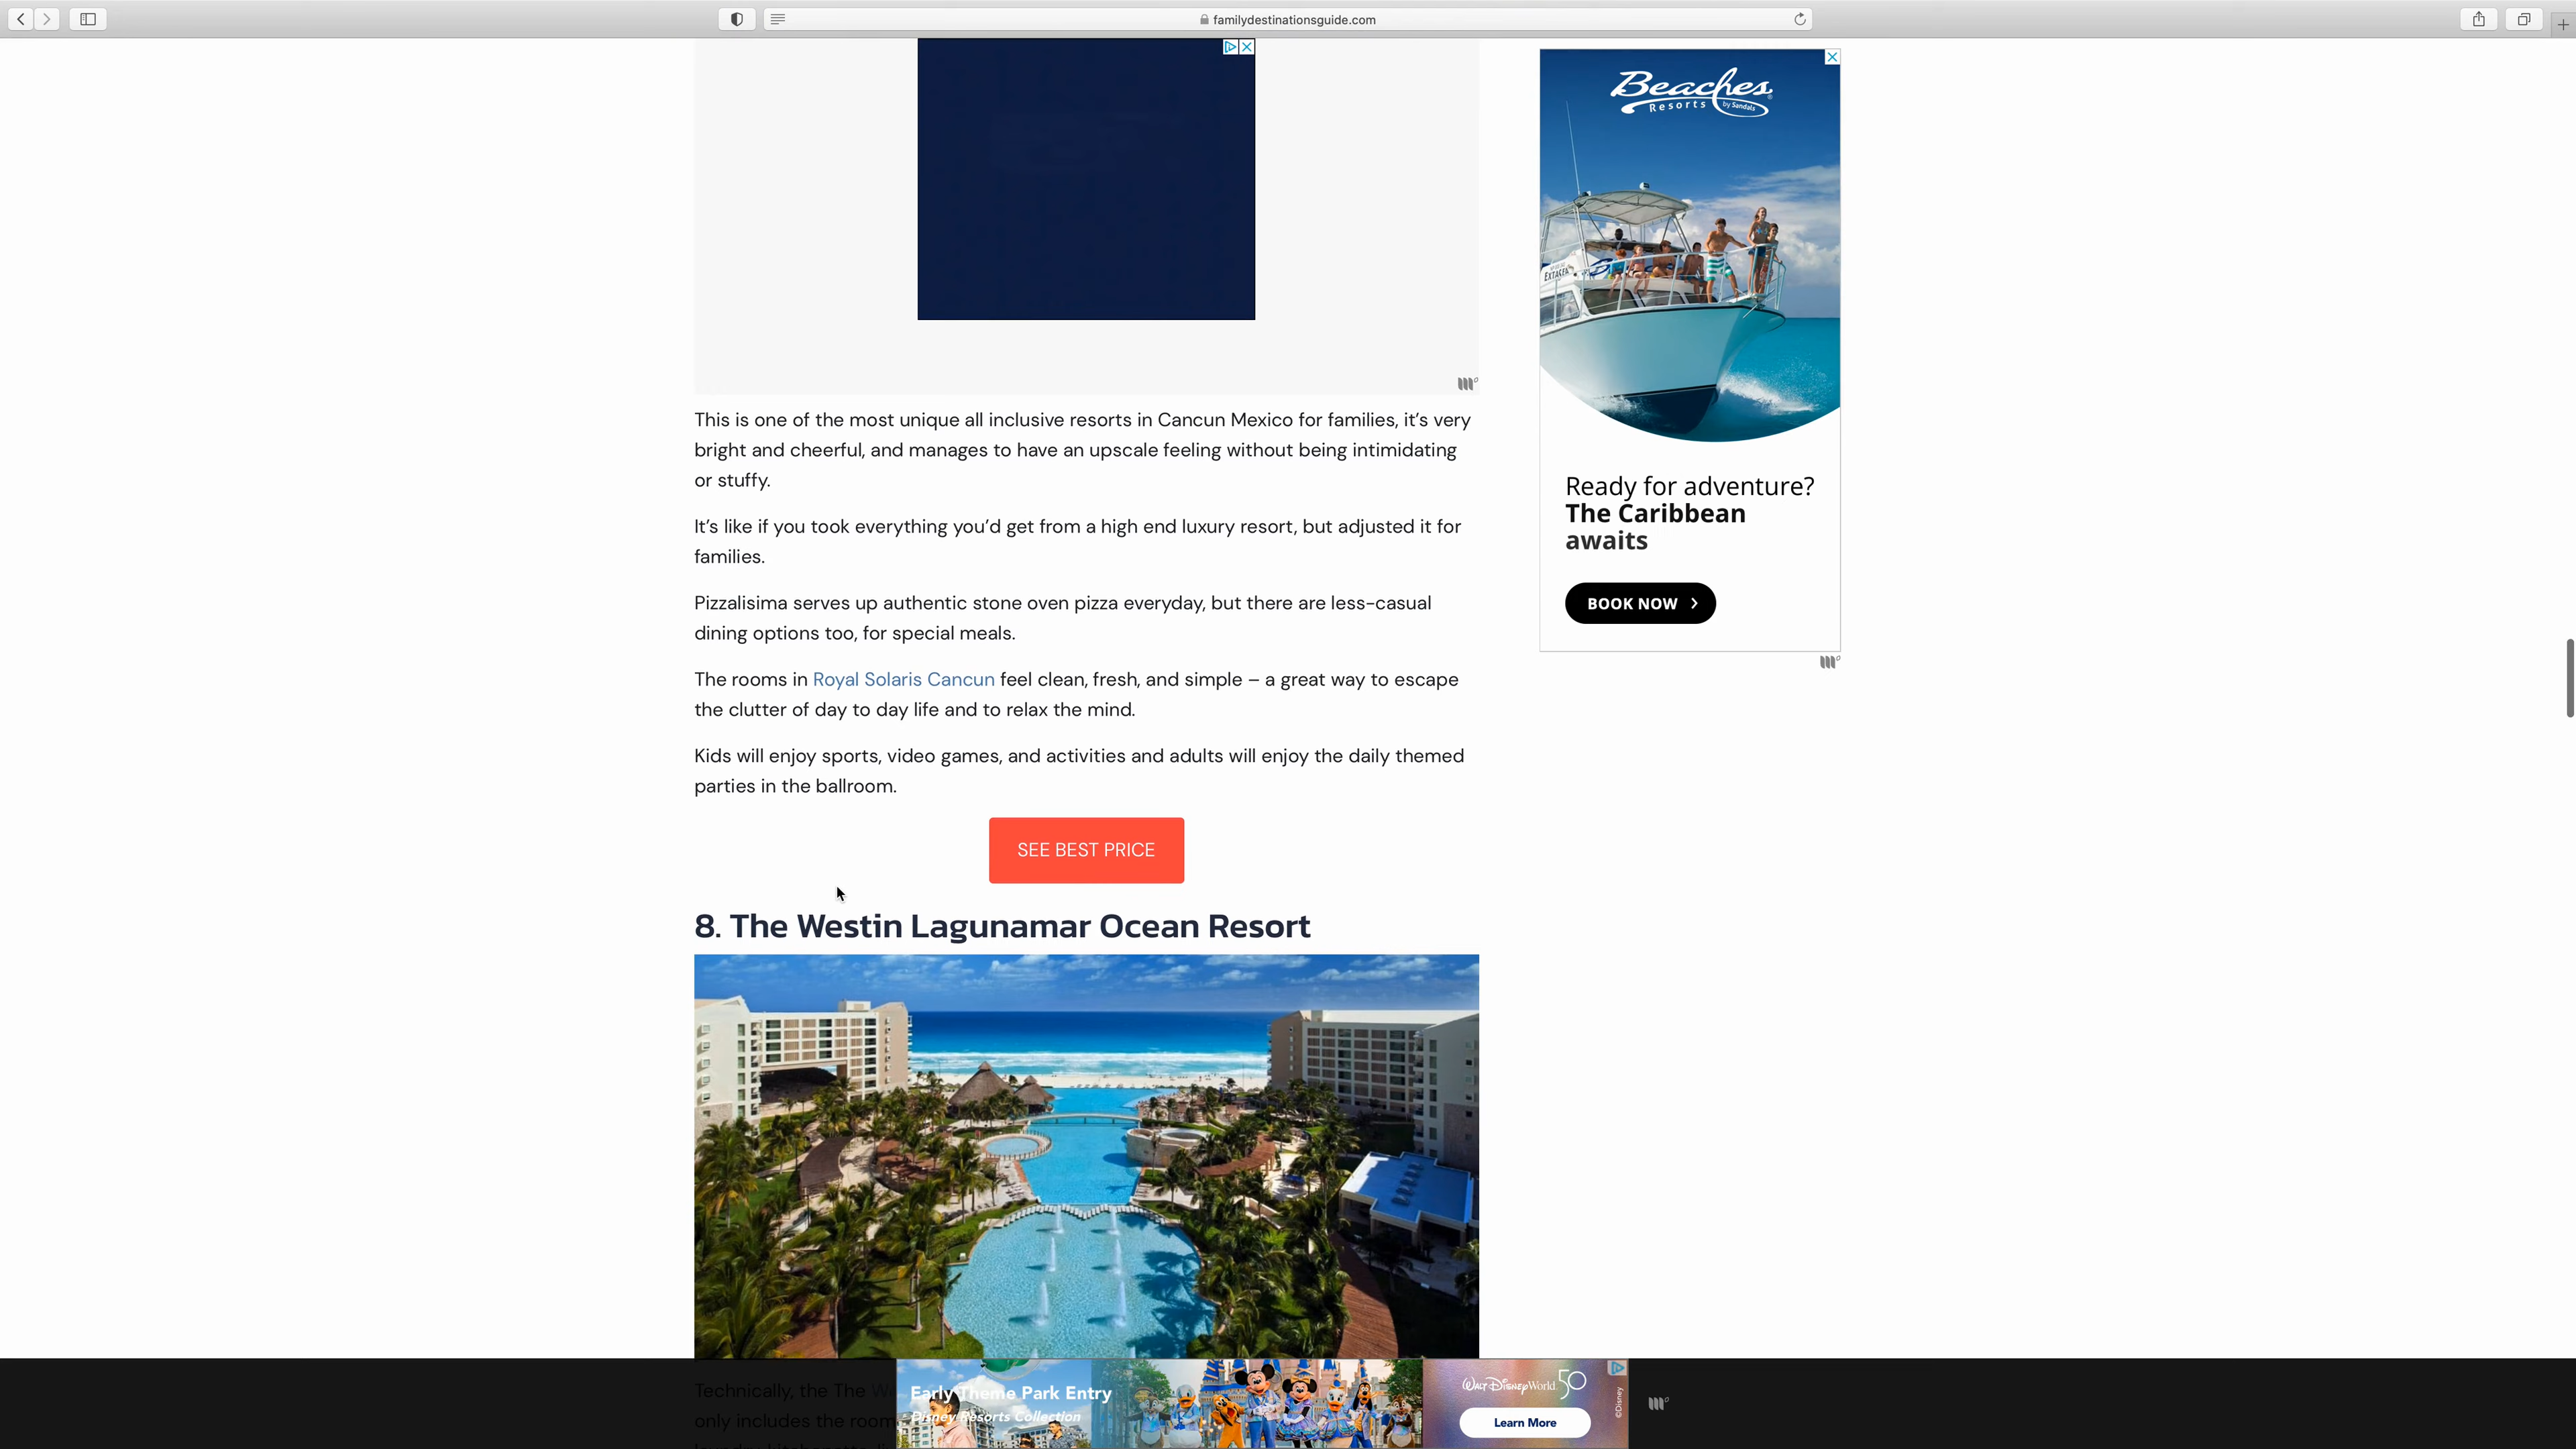 familydestinationsguide.com
This is one of the most unique all inclusive resorts in Cancun Mexico for families, it's very
bright and cheerful, and manages to have an upscale feeling without being intimidating
or stuffy.
It's like if you took everything you'd get from a high end luxury resort, but adjusted it for
families.
Pizzalisima serves up authentic stone oven pizza everyday, but there are less-casual
dining options too, for special meals.
The rooms in Royal Solaris Cancun feel clean, fresh, and simple – a great way to escape
the clutter of day to day life and to relax the mind.
Kids will enjoy sports, video games, and activities and adults will enjoy the daily themed
parties in the ballroom.
SEE BEST PRICE
8. The Westin Lagunamar Ocean Resort
Technically, the The We
only includes the room
Beaches®
Resorts by Sandals
Ready for adventure?
The Caribbean
awaits
BOOK NOW
Early Theme Park Entry
Disney Resorts Collection
Walt Disney World 50
Learn More
©Disney